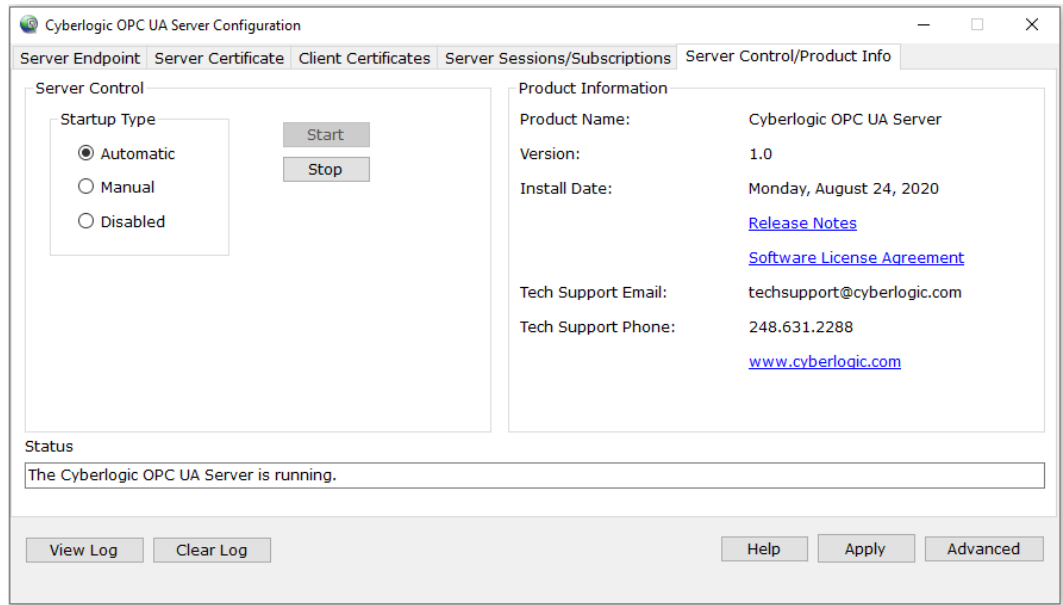 Cyberlogic OPC UA Server Configuration
Server Endpoint Server Certificate Client Certificates Server Sessions/Subscriptions Server Control/Product Info
Server Control
Startup Type
Automatic
Manual
Disabled
Start
Stop
Product Information
Product Name: Cyberlogic OPC UA Server
Version: 1.0
Install Date: Monday, August 24, 2020
Release Notes
Software License Agreement
Tech Support Email: techsupport@cyberlogic.com
Tech Support Phone: 248.631.2288
www.cyberlogic.com
Status
The Cyberlogic OPC UA Server is running.
View Log Clear Log Help Apply Advanced